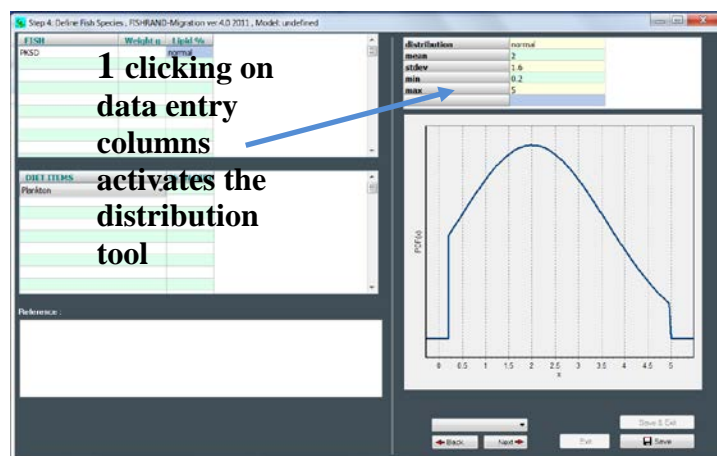 Step 4: Define Fish Species , FISHRAND-Migration ver.4.0 2011 , Model: undefined
FISH Weight g Lipid %
PKSD normal
1 clicking on
data entry
columns
activates the
distribution
tool
DIET ITEMS
Plankton
Reference :
distribution normal
mean 2
stdev 1.6
min 0.2
max 5
PDF(x)
0 0.5 1 1.5 2 2.5 3 3.5 4 4.5 5
x
Save & Exit
Back Next Exit Save